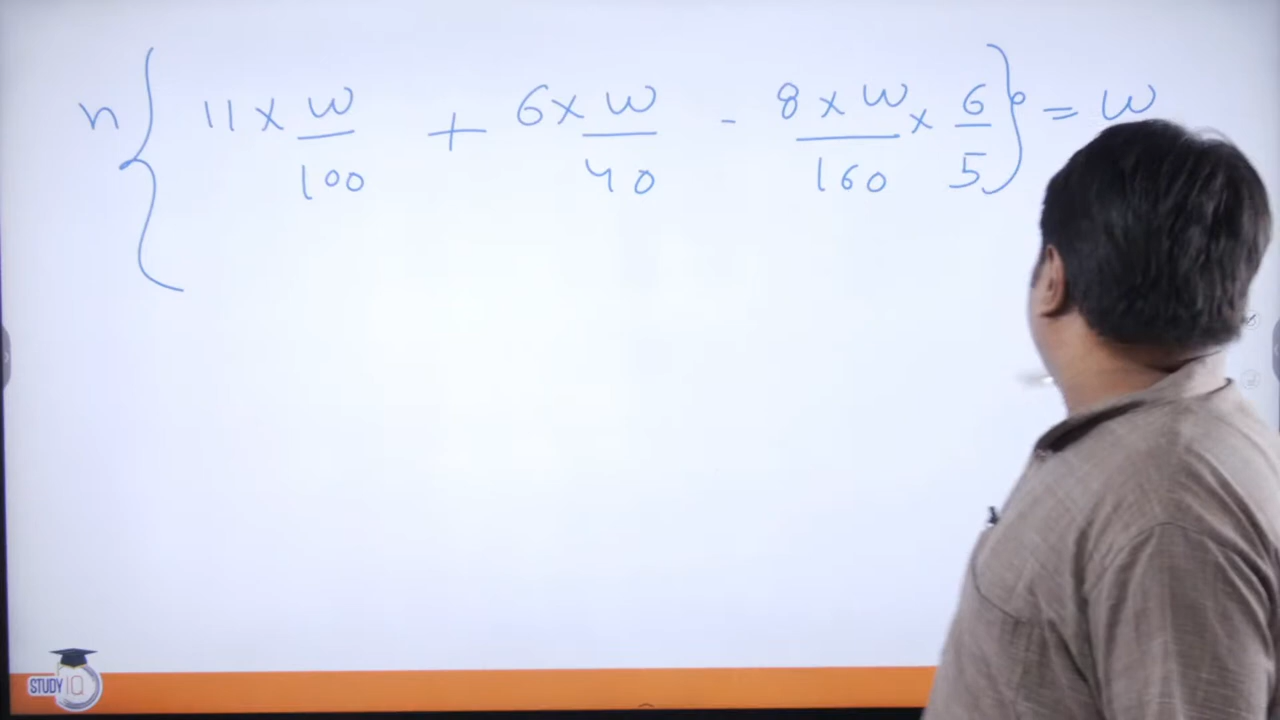 n { 11 × w/100 + 6 × w/40 - 8 × w/160 × 6/5 } = w
STUDY IQ